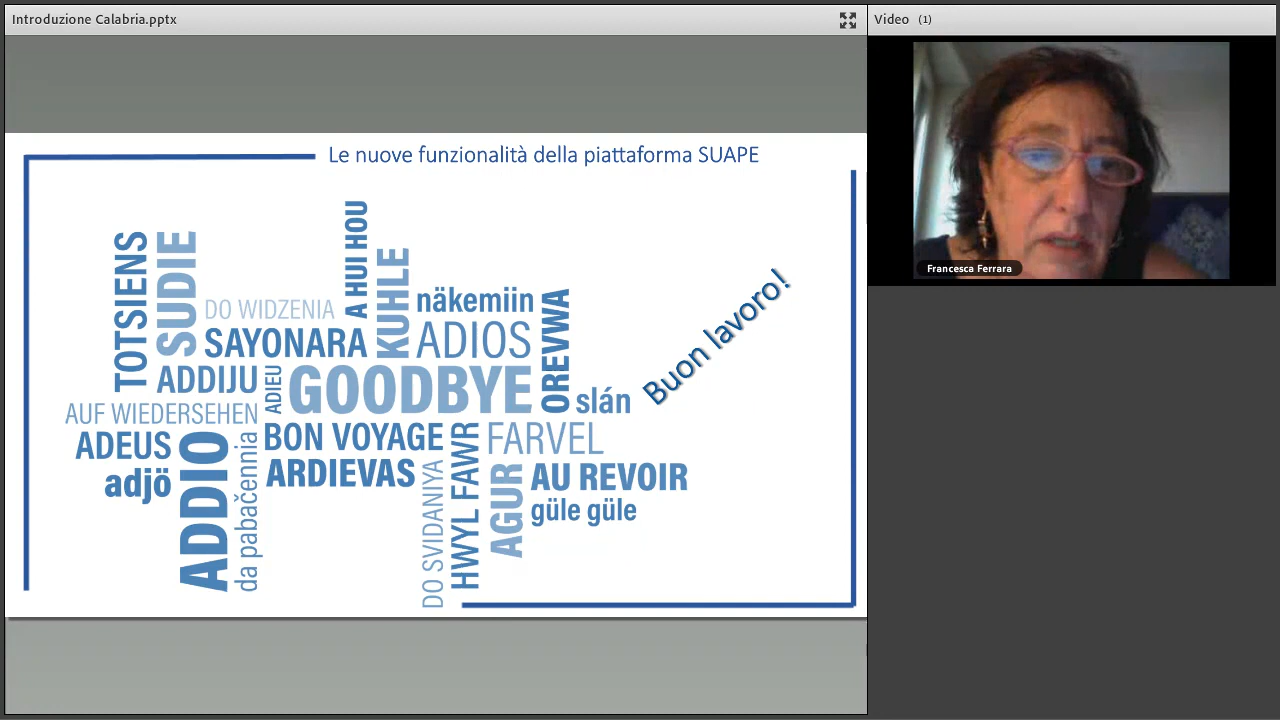 Introduzione Calabria.pptx
Video (1)
Francesca Ferrara
Le nuove funzionalità della piattaforma SUAPE
TOTSIENS
SUDIE
DO WIDZENIA
A HUI HOU
KUHLE
näkemiin
SAYONARA
ADIOS
OREVWA
ADDIJU
ADIEU
GOODBYE
slán
Buon lavoro!
AUF WIEDERSEHEN
ADEUS
BON VOYAGE
FARVEL
adjö
ADDIO
da pabačennia
ARDIEVAS
DO SVIDANIYA
HWYL FAWR
AGUR
AU REVOIR
güle güle